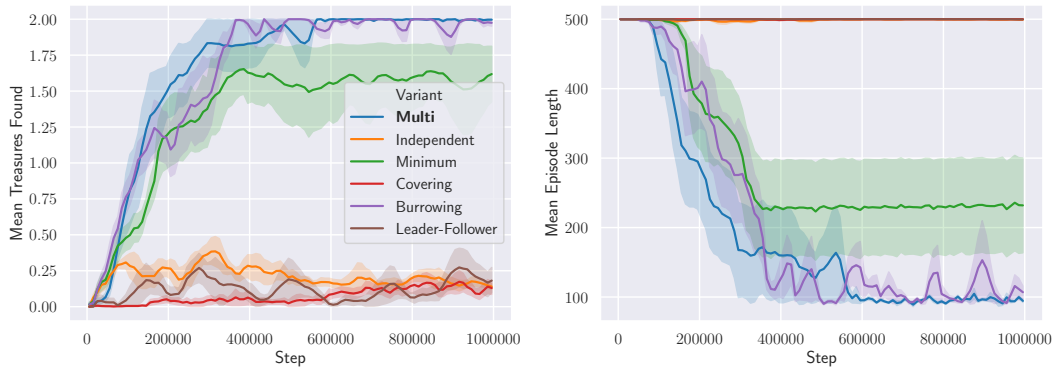 Mean Treasures Found
2.00
1.75
1.50
1.25
1.00
0.75
0.50
0.25
0.00
Variant
Multi
Independent
Minimum
Covering
Burrowing
Leader-Follower
0 200000 400000 600000 800000 1000000
Step
Mean Episode Length
500
400
300
200
100
0 200000 400000 600000 800000 1000000
Step